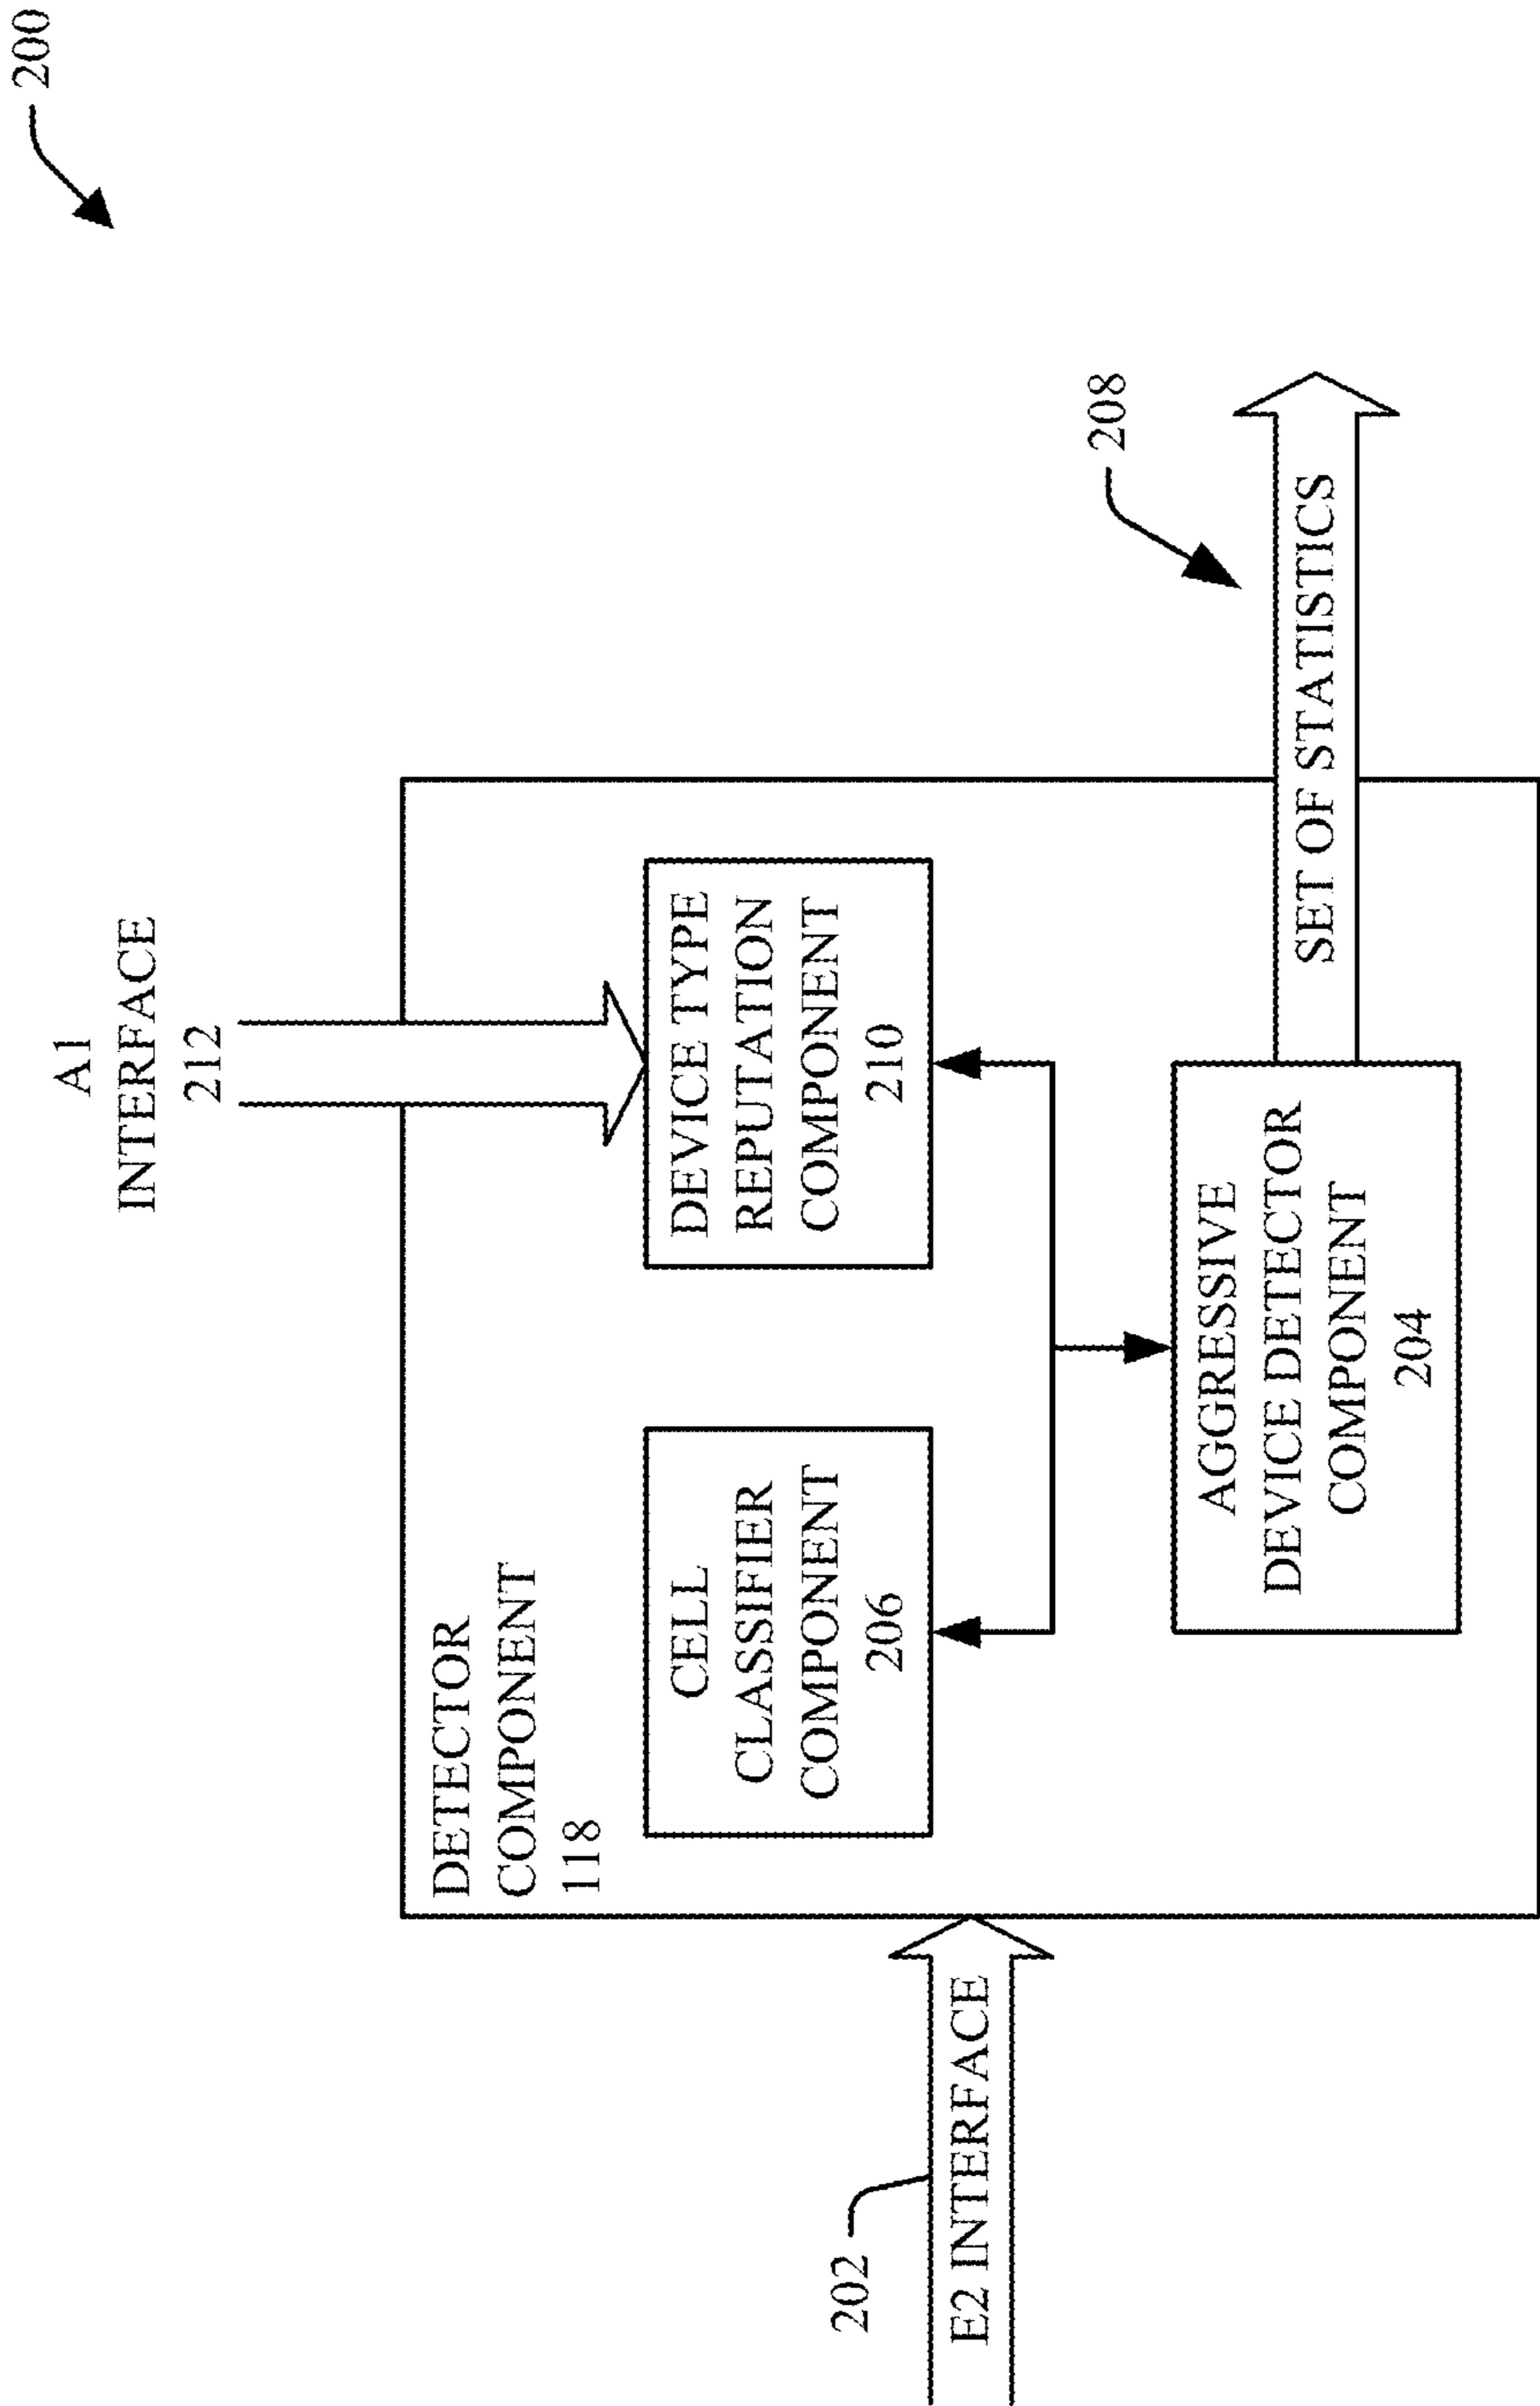 200
A1
INTERFACE
212
DETECTOR
COMPONENT
118
CELL
CLASSIFIER
COMPONENT
206
DEVICE TYPE
REPUTATION
COMPONENT
210
202
E2 INTERFACE
208
AGGRESSIVE
DEVICE DETECTOR
COMPONENT
204
SET OF STATISTICS